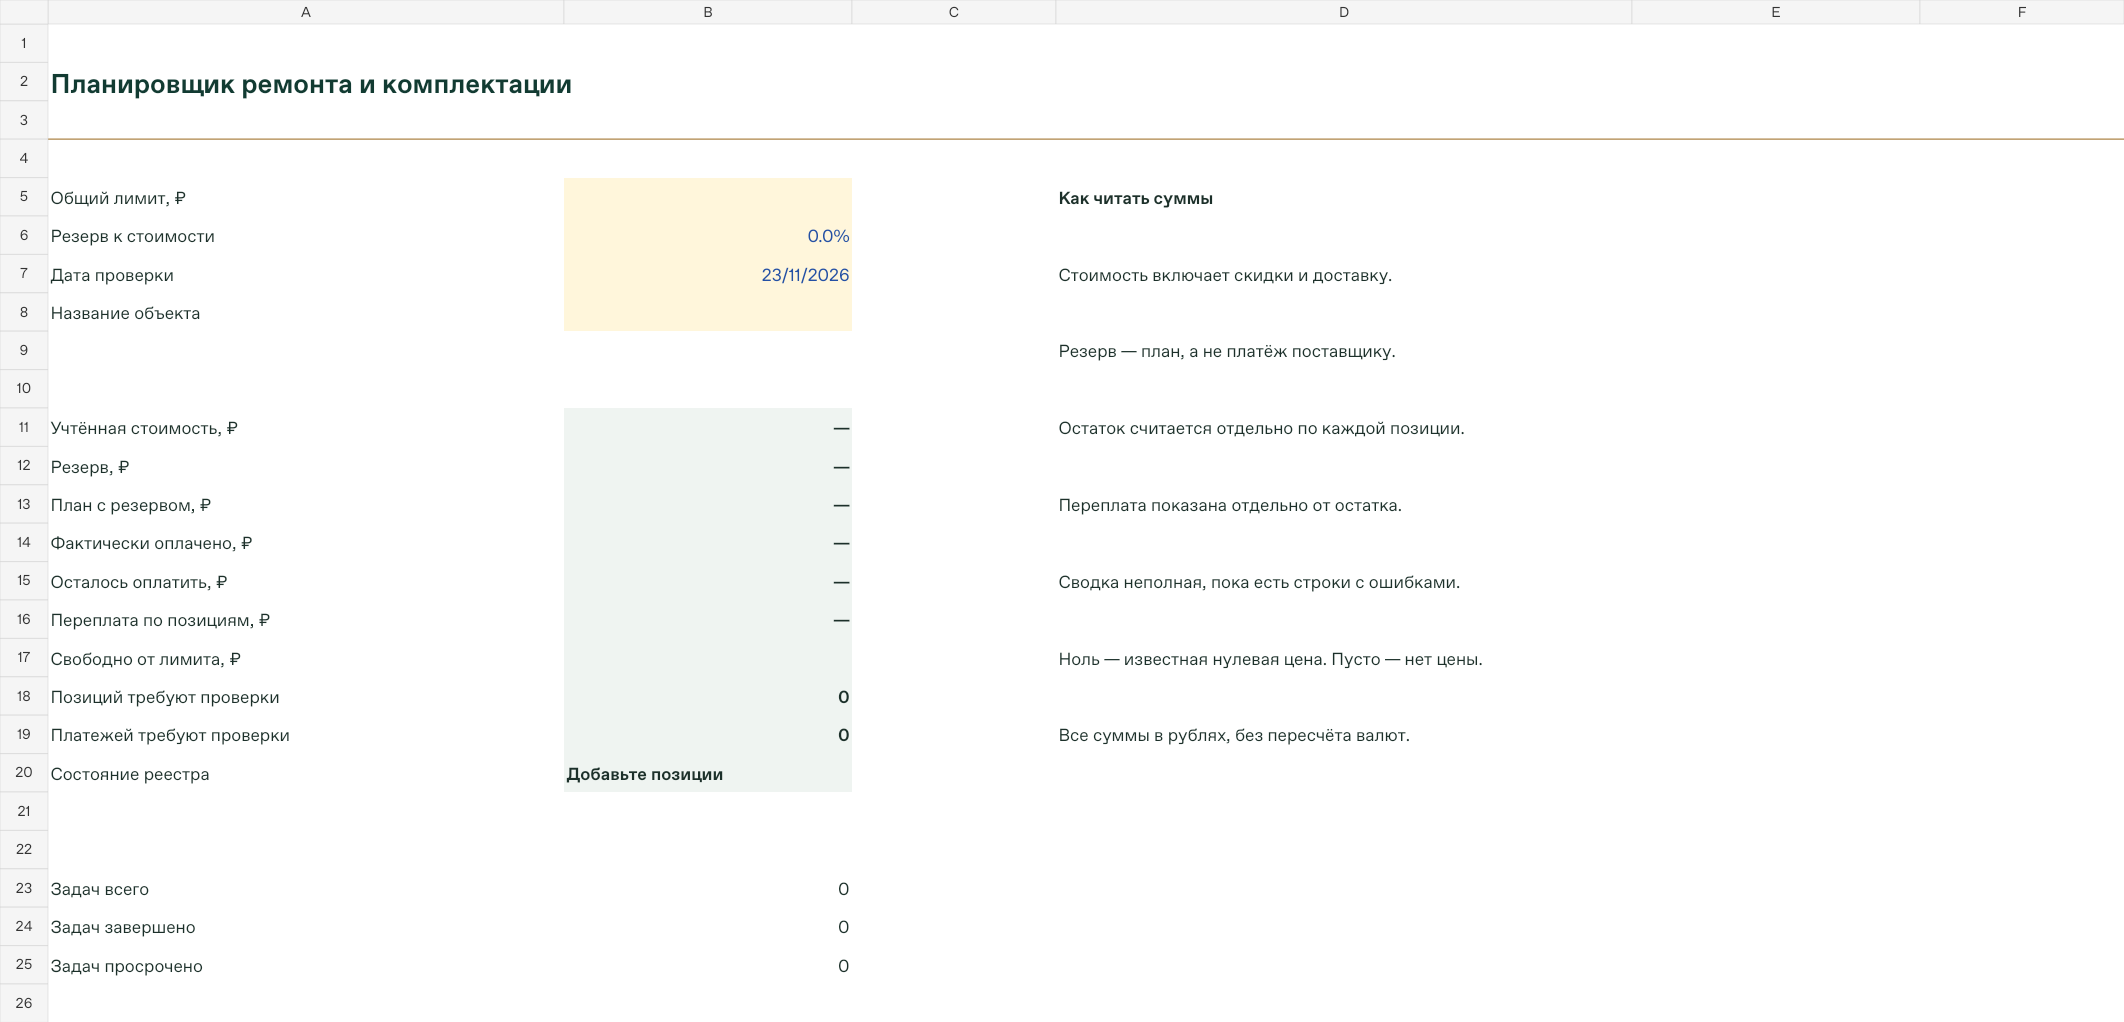 A B C D E F
1
2 Планировщик ремонта и комплектации
3
4
5 Общий лимит, ₽ Как читать суммы
6 Резерв к стоимости 0.0%
7 Дата проверки 23/11/2026 Стоимость включает скидки и доставку.
8 Название объекта
9 Резерв — план, а не платёж поставщику.
10
11 Учтённая стоимость, ₽ — Остаток считается отдельно по каждой позиции.
12 Резерв, ₽ —
13 План с резервом, ₽ — Переплата показана отдельно от остатка.
14 Фактически оплачено, ₽ —
15 Осталось оплатить, ₽ — Сводка неполная, пока есть строки с ошибками.
16 Переплата по позициям, ₽ —
17 Свободно от лимита, ₽ Ноль — известная нулевая цена. Пусто — нет цены.
18 Позиций требуют проверки 0
19 Платежей требуют проверки 0 Все суммы в рублях, без пересчёта валют.
20 Состояние реестра Добавьте позиции
21
22
23 Задач всего 0
24 Задач завершено 0
25 Задач просрочено 0
26